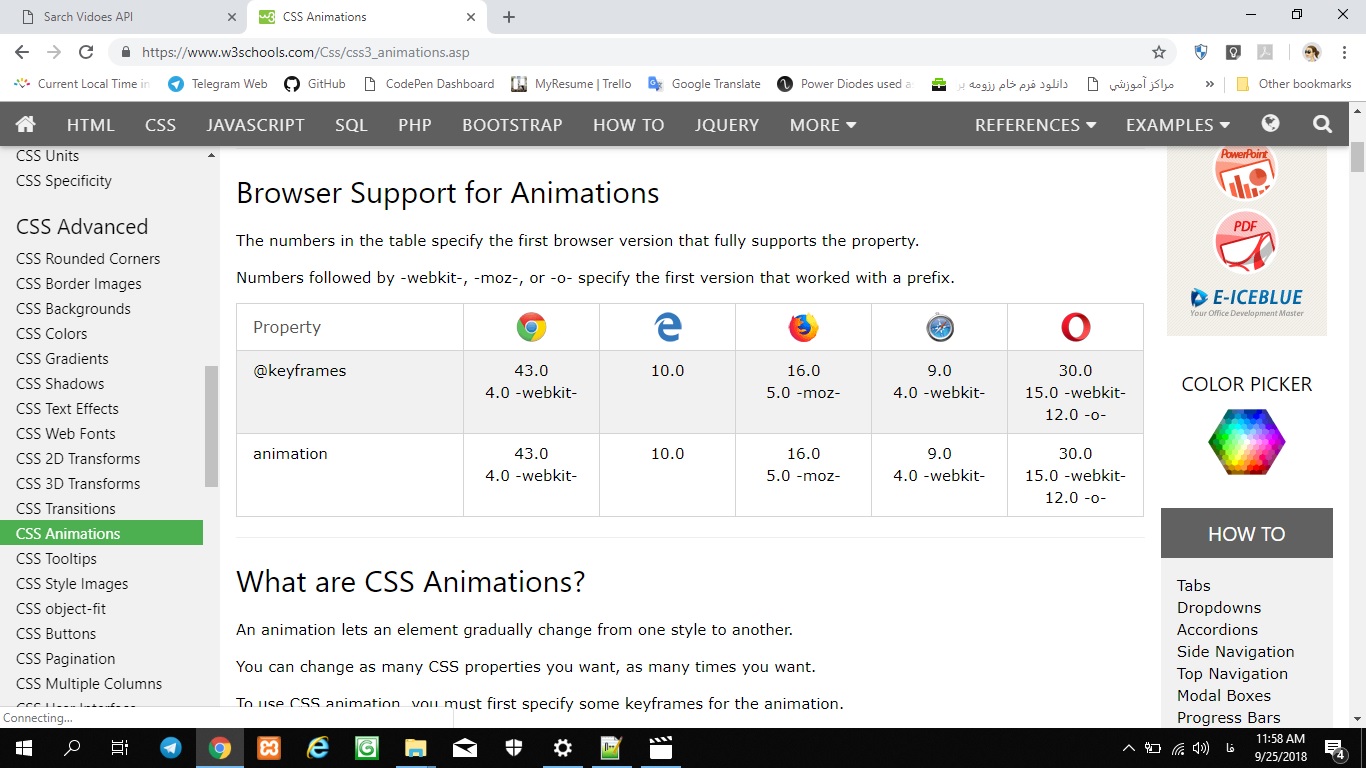 Sarch Vidoes API
CSS Animations
https://www.w3schools.com/Css/css3_animations.asp
Current Local Time in
Telegram Web
GitHub
CodePen Dashboard
MyResume | Trello
Google Translate
Power Diodes used as
دانلود فرم خام رزومه بر
مراکز آموزشي
»
Other bookmarks
HTML
CSS
JAVASCRIPT
SQL
PHP
BOOTSTRAP
HOW TO
JQUERY
MORE
REFERENCES
EXAMPLES
CSS Units
CSS Specificity
CSS Advanced
CSS Rounded Corners
CSS Border Images
CSS Backgrounds
CSS Colors
CSS Gradients
CSS Shadows
CSS Text Effects
CSS Web Fonts
CSS 2D Transforms
CSS 3D Transforms
CSS Transitions
CSS Animations
CSS Tooltips
CSS Style Images
CSS object-fit
CSS Buttons
CSS Pagination
CSS Multiple Columns
CSS User Interface
Connecting...
Browser Support for Animations
The numbers in the table specify the first browser version that fully supports the property.
Numbers followed by -webkit-, -moz-, or -o- specify the first version that worked with a prefix.
Property
@keyframes
43.0
4.0 -webkit-
10.0
16.0
5.0 -moz-
9.0
4.0 -webkit-
30.0
15.0 -webkit-
12.0 -o-
animation
43.0
4.0 -webkit-
10.0
16.0
5.0 -moz-
9.0
4.0 -webkit-
30.0
15.0 -webkit-
12.0 -o-
What are CSS Animations?
An animation lets an element gradually change from one style to another.
You can change as many CSS properties you want, as many times you want.
To use CSS animation, you must first specify some keyframes for the animation.
PowerPoint
PDF
E-ICEBLUE
Your Office Development Master
COLOR PICKER
HOW TO
Tabs
Dropdowns
Accordions
Side Navigation
Top Navigation
Modal Boxes
Progress Bars
فا
11:58 AM
9/25/2018
4